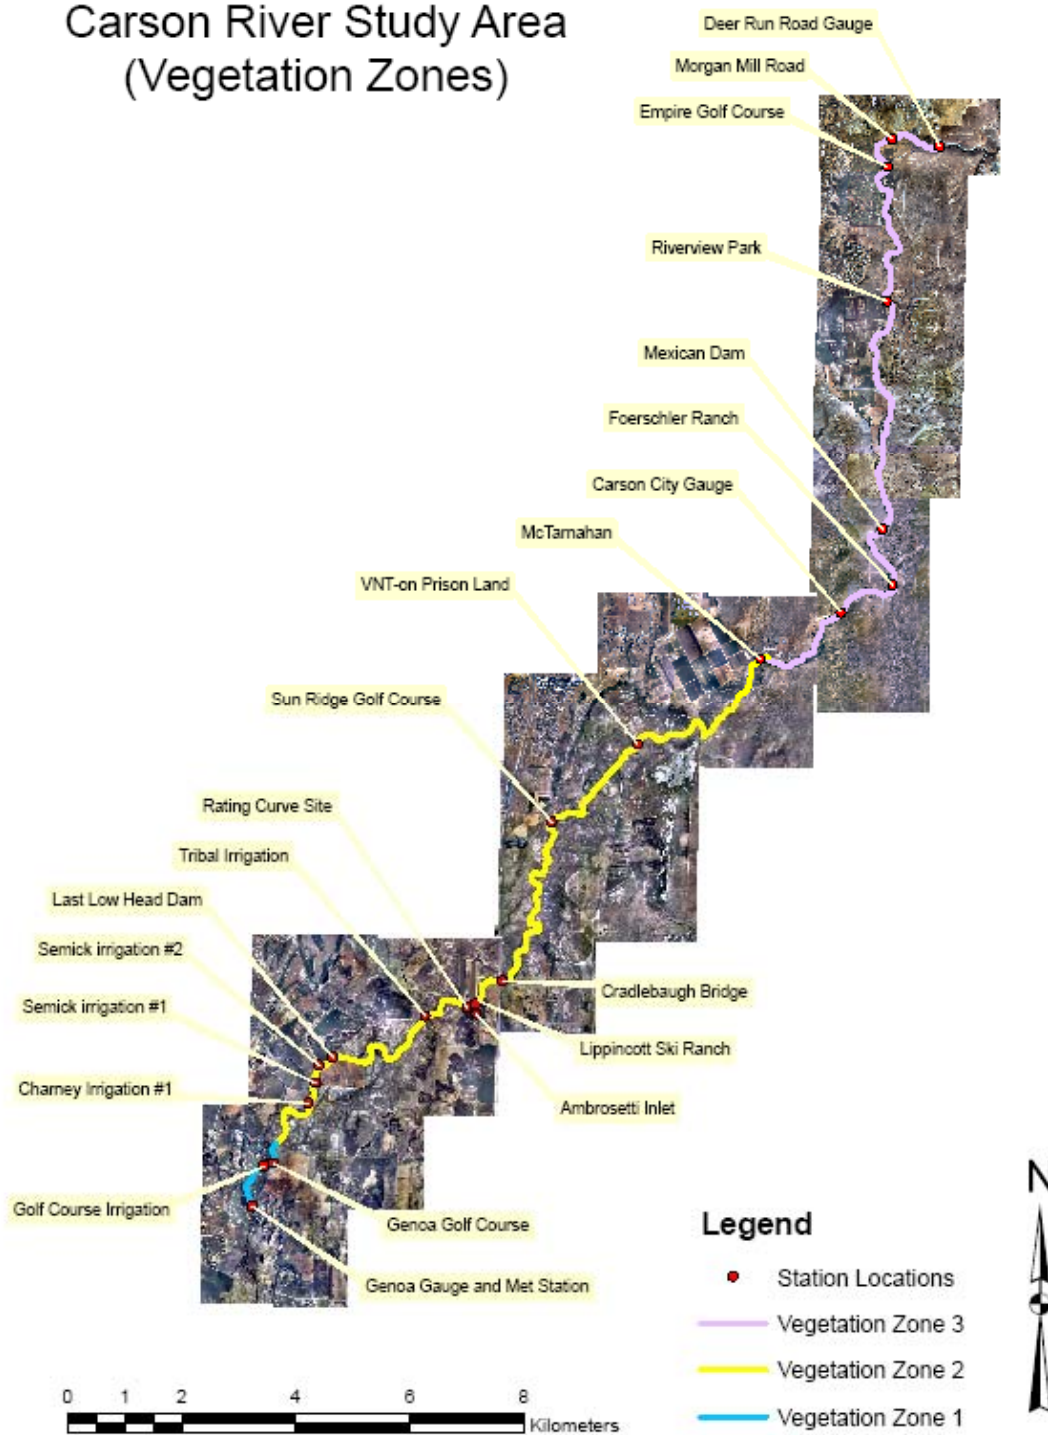 Carson River Study Area
(Vegetation Zones)
Deer Run Road Gauge
Morgan Mill Road
Empire Golf Course
Riverview Park
Mexican Dam
Foerschler Ranch
Carson City Gauge
McTarnahan
VNT-on Prison Land
Sun Ridge Golf Course
Rating Curve Site
Tribal Irrigation
Last Low Head Dam
Semick irrigation #2
Semick irrigation #1
Charney Irrigation #1
Cradlebaugh Bridge
Lippincott Ski Ranch
Ambrosetti Inlet
Golf Course Irrigation
Genoa Golf Course
Genoa Gauge and Met Station
N
Legend
Station Locations
Vegetation Zone 3
Vegetation Zone 2
Vegetation Zone 1
0 1 2 4 6 8
Kilometers